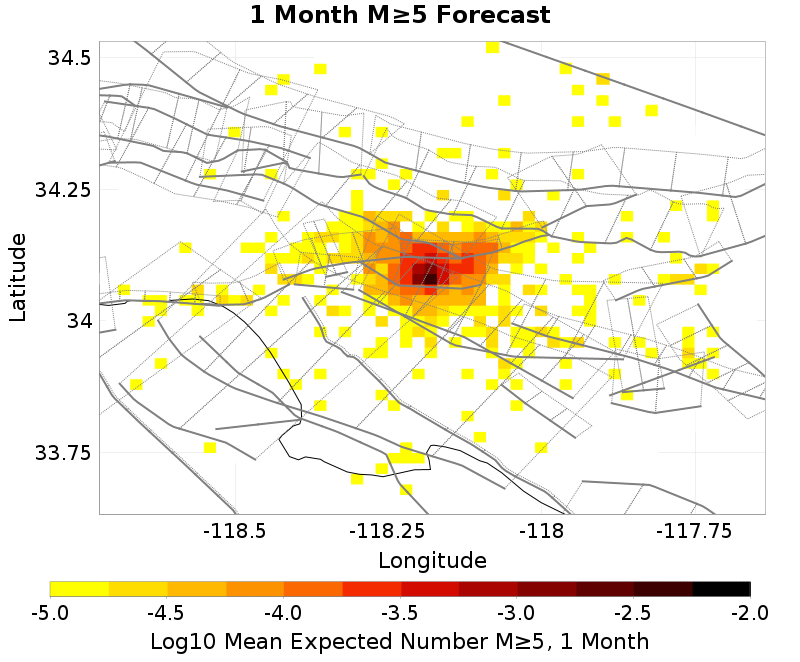 1 Month M≥5 Forecast
34.5
34.25
34
33.75
Latitude
-118.5 -118.25 -118 -117.75
Longitude
-5.0 -4.5 -4.0 -3.5 -3.0 -2.5 -2.0
Log10 Mean Expected Number M≥5, 1 Month